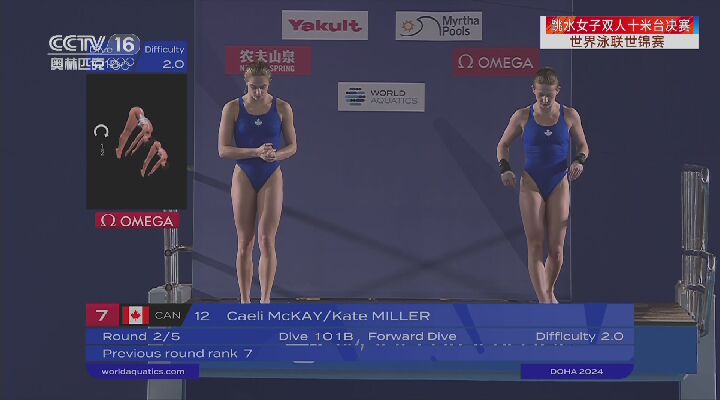 CCTV 16
奥林匹克
Dive
Difficulty
2.0
1/2
Ω OMEGA
Yakult
Myrtha Pools
农夫山泉
SPRING
Ω OMEGA
WORLD AQUATICS
跳水女子双人十米台决赛
世界泳联世锦赛
7 CAN 12 Caeli McKAY/Kate MILLER
Round 2/5 Dive 101B, Forward Dive Difficulty 2.0
Previous round rank 7
worldaquatics.com DOHA 2024